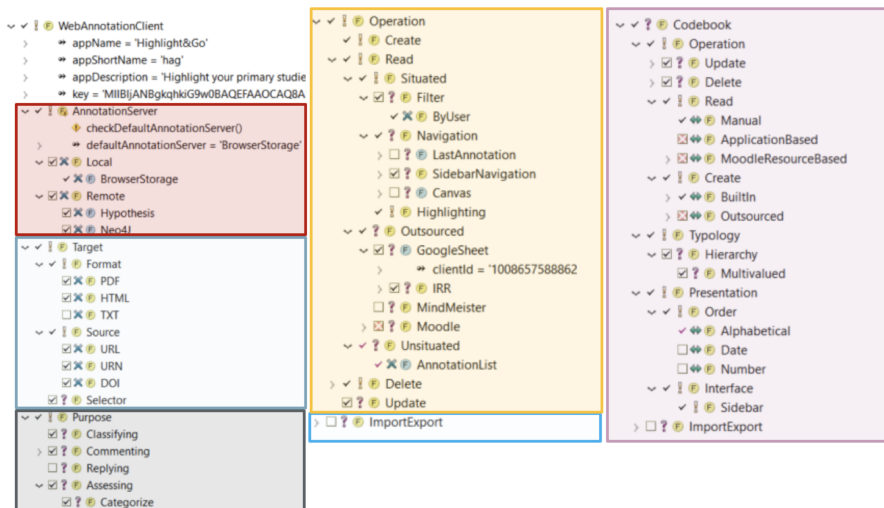 WebAnnotationClient
appName = 'Highlight&Go'
appShortName = 'hag'
appDescription = 'Highlight your primary studie
key = 'MIIBIjANBgkqhkiG9w0BAQEFAAOCAQ8A
AnnotationServer
checkDefaultAnnotationServer()
defaultAnnotationServer = 'BrowserStorage'
Local
BrowserStorage
Remote
Hypothesis
Neo4J
Target
Format
PDF
HTML
TXT
Source
URL
URN
DOI
Selector
Purpose
Classifying
Commenting
Replying
Assessing
Categorize
Operation
Create
Read
Situated
Filter
ByUser
Navigation
LastAnnotation
SidebarNavigation
Canvas
Highlighting
Outsourced
GoogleSheet
clientId = '1008657588862
IRR
MindMeister
Moodle
Unsituated
AnnotationList
Delete
Update
ImportExport
Codebook
Operation
Update
Delete
Read
Manual
ApplicationBased
MoodleResourceBased
Create
BuiltIn
Outsourced
Typology
Hierarchy
Multivalued
Presentation
Order
Alphabetical
Date
Number
Interface
Sidebar
ImportExport